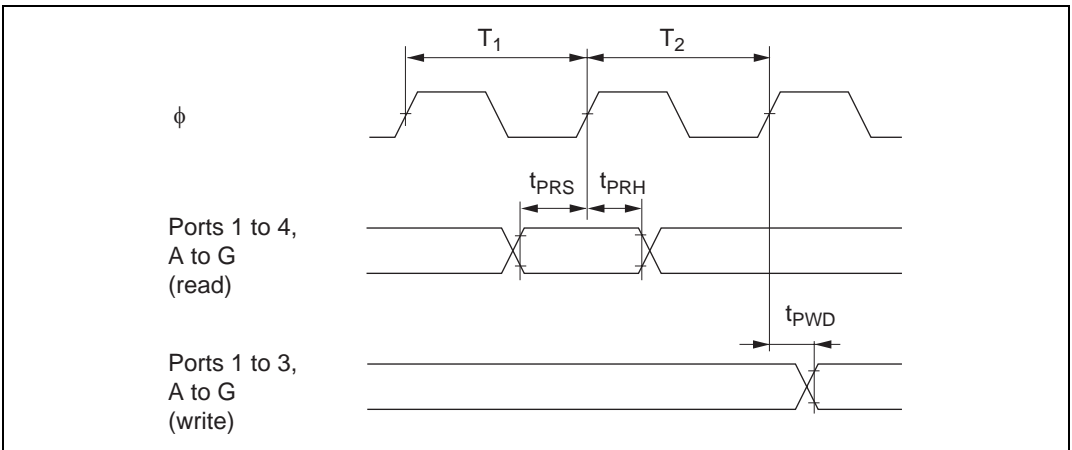 T1
T2
ϕ
tPRS
tPRH
Ports 1 to 4,
A to G
(read)
tPWD
Ports 1 to 3,
A to G
(write)